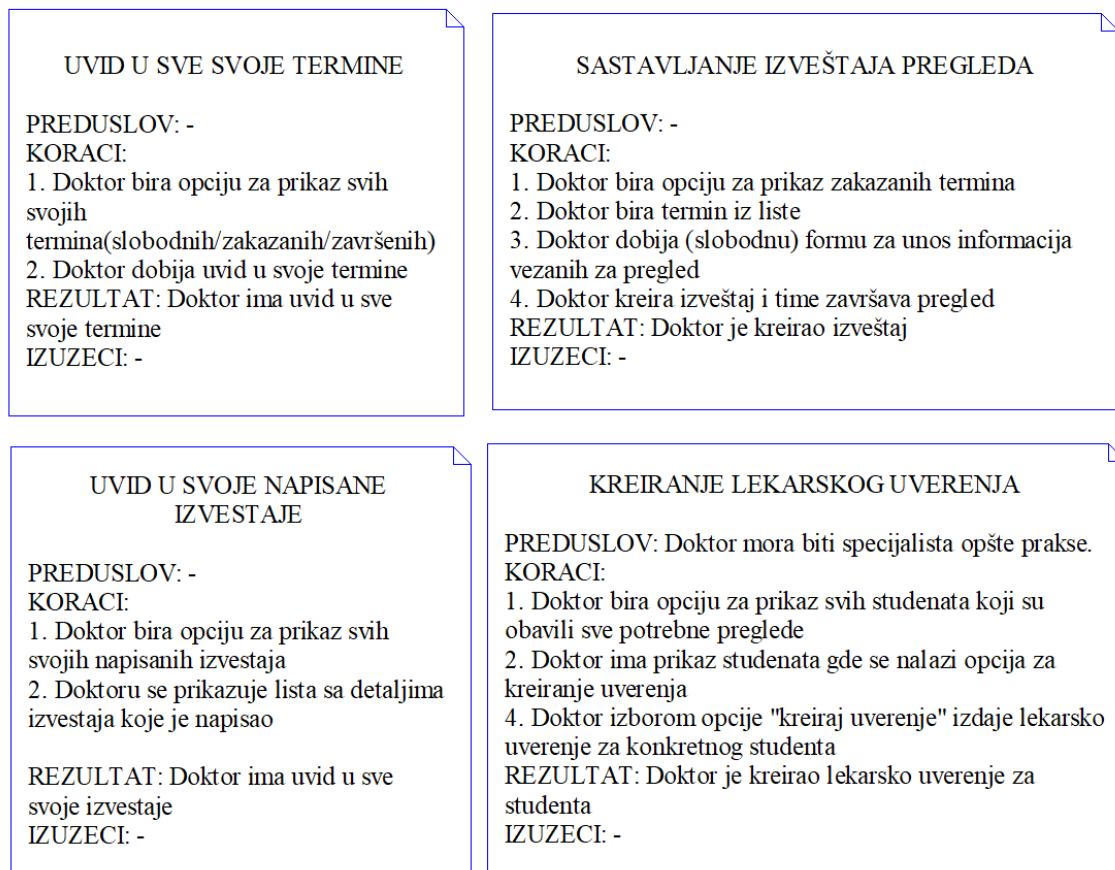 UVID U SVE SVOJE TERMINE
PREDUSLOV: -
KORACI:
1. Doktor bira opciju za prikaz svih
svojih
termina(slobodnih/zakazanih/završenih)
2. Doktor dobija uvid u svoje termine
REZULTAT: Doktor ima uvid u sve
svoje termine
IZUZECI: -
SASTAVLJANJE IZVEŠTAJA PREGLEDA
PREDUSLOV: -
KORACI:
1. Doktor bira opciju za prikaz zakazanih termina
2. Doktor bira termin iz liste
3. Doktor dobija (slobodnu) formu za unos informacija
vezanih za pregled
4. Doktor kreira izveštaj i time završava pregled
REZULTAT: Doktor je kreirao izveštaj
IZUZECI: -
UVID U SVOJE NAPISANE
IZVESTAJE
PREDUSLOV: -
KORACI:
1. Doktor bira opciju za prikaz svih
svojih napisanih izvestaja
2. Doktoru se prikazuje lista sa detaljima
izvestaja koje je napisao
REZULTAT: Doktor ima uvid u sve
svoje izvestaje
IZUZECI: -
KREIRANJE LEKARSKOG UVERENJA
PREDUSLOV: Doktor mora biti specijalista opšte prakse.
KORACI:
1. Doktor bira opciju za prikaz svih studenata koji su
obavili sve potrebne preglede
2. Doktor ima prikaz studenata gde se nalazi opcija za
kreiranje uverenja
4. Doktor izborom opcije "kreiraj uverenje" izdaje lekarsko
uverenje za konkretnog studenta
REZULTAT: Doktor je kreirao lekarsko uverenje za
studenta
IZUZECI: -